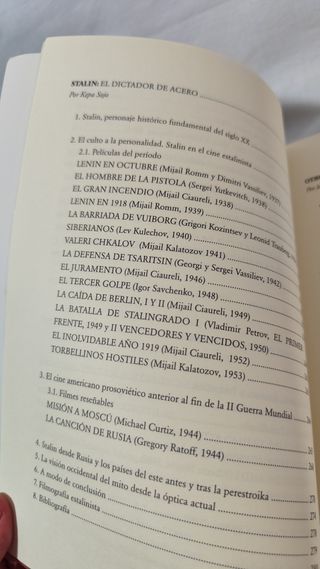 STALIN: EL DICTADOR DE ACERO
Por Kepa Sojo
1. Stalin, personaje histórico fundamental del siglo XX
2. El culto a la personalidad. Stalin en el cine estalinista
2.1. Películas del período
LENIN EN OCTUBRE (Mijail Romm y Dimitri Vassiliev, 1937)
EL HOMBRE DE LA PISTOLA (Sergei Yutkevitch, 1938)
EL GRAN INCENDIO (Mijail Ciaureli, 1938)
LENIN EN 1918 (Mijail Romm, 1939)
LA BARRIADA DE VUIBORG (Grigori Kozintsev y Leonid
SIBERIANOS (Lev Kulechov, 1940)
VALERI CHKALOV (Mijail Kalatozov 1941)
LA DEFENSA DE TSARITSIN (Georgi y Sergei Vassiliev, 1942)
EL JURAMENTO (Mijail Ciaureli, 1946)
EL TERCER GOLPE (Igor Savchenko, 1948)
LA CAÍDA DE BERLIN, I Y II (Mijail Ciaureli, 1949)
LA BATALLA DE STALINGRADO I (Vladimir Petrov, EL PRIMER
FRENTE, 1949 y II VENCEDORES Y VENCIDOS, 1950)
EL INOLVIDABLE AÑO 1919 (Mijail Ciaureli, 1952)
TORBELLINOS HOSTILES (Mijail Kalatozov, 1953)
3. El cine americano prosoviético anterior al fin de la II Guerra Mundial
3.1. Filmes reseñables
MISIÓN A MOSCÚ (Michael Curtiz, 1944)
LA CANCIÓN DE RUSIA (Gregory Ratoff, 1944)
4. Stalin desde Rusia y los países del este antes y tras la perestroika
5. La visión occidental del mito desde la óptica actual
6. A modo de conclusión
7. Filmografía estalinista
8. Bibliografía